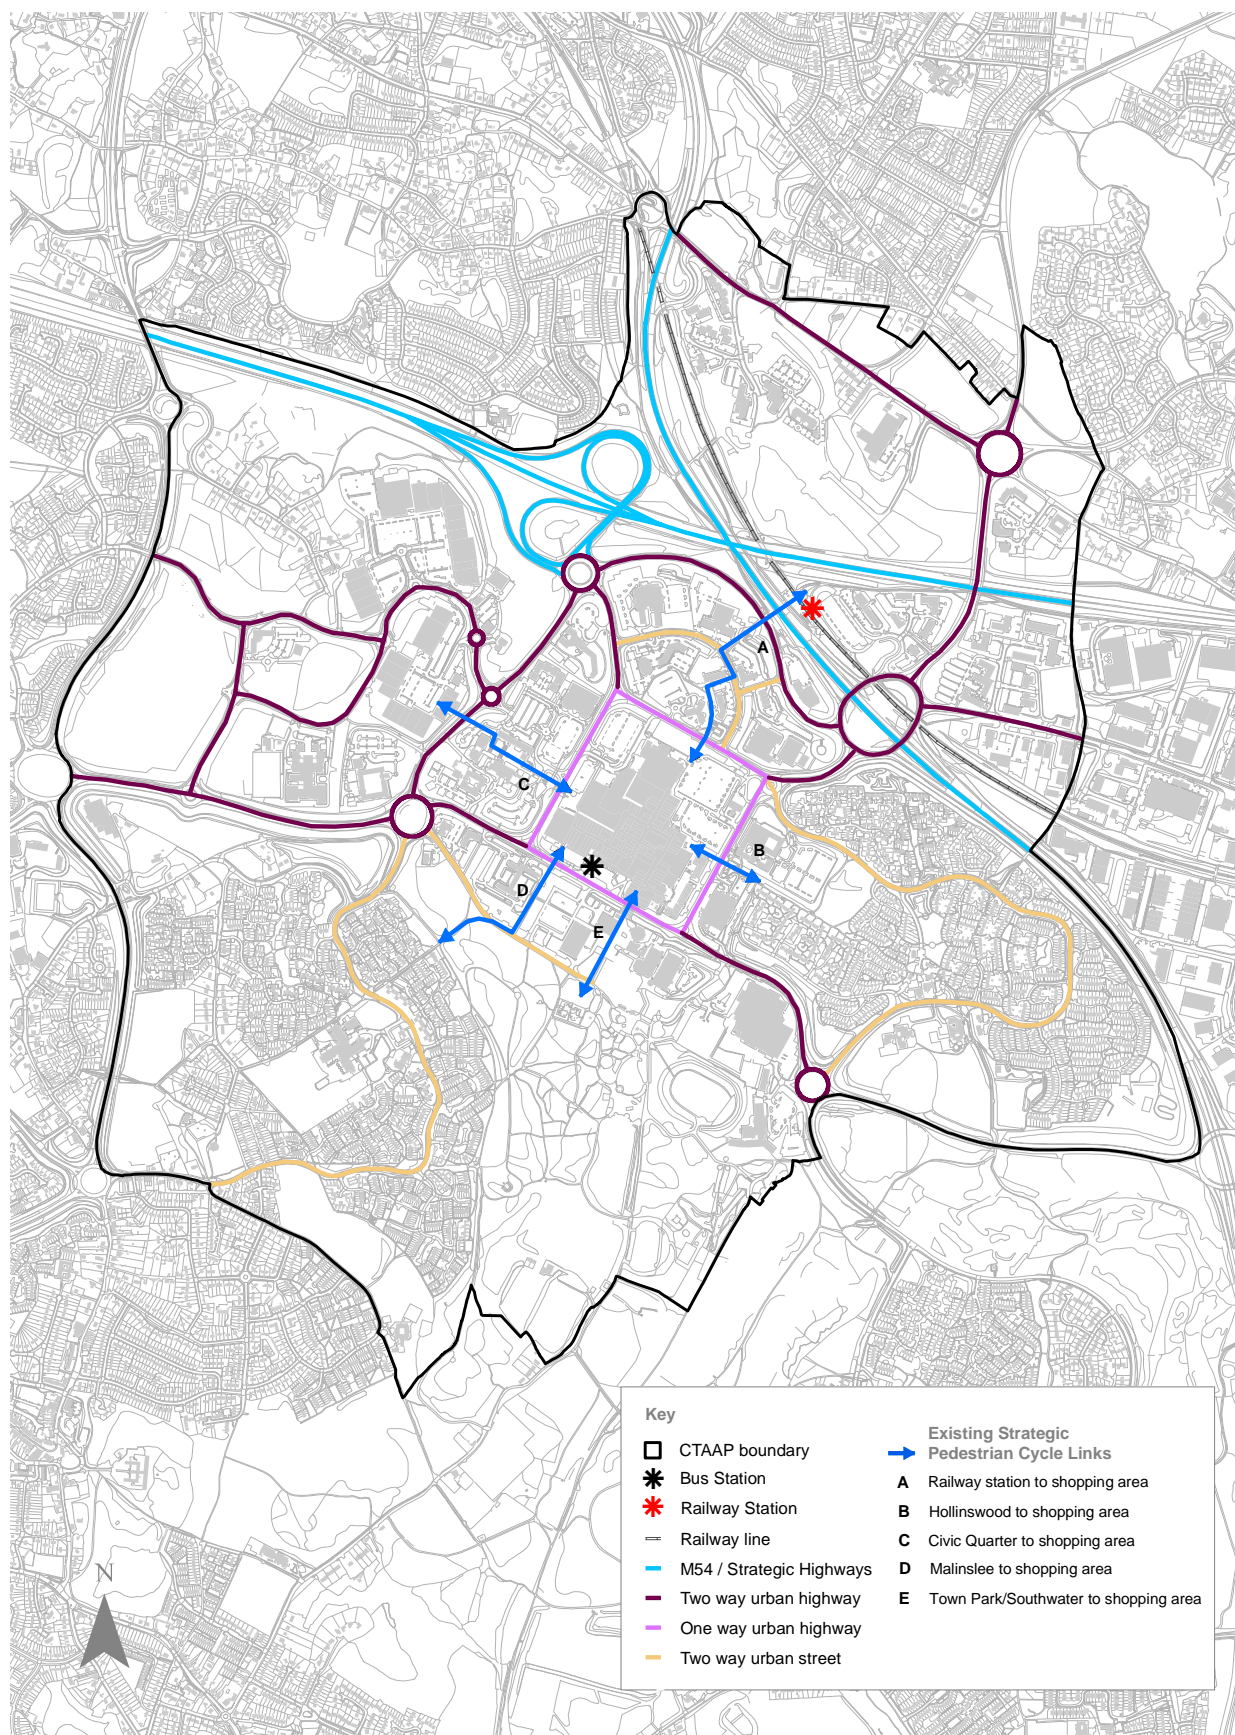 A
C
B
D
E
Key
CTAAP boundary
Bus Station
Railway Station
Railway line
M54 / Strategic Highways
Two way urban highway
One way urban highway
Two way urban street
Existing Strategic
Pedestrian Cycle Links
A Railway station to shopping area
B Hollinswood to shopping area
C Civic Quarter to shopping area
D Malinslee to shopping area
E Town Park/Southwater to shopping area
N